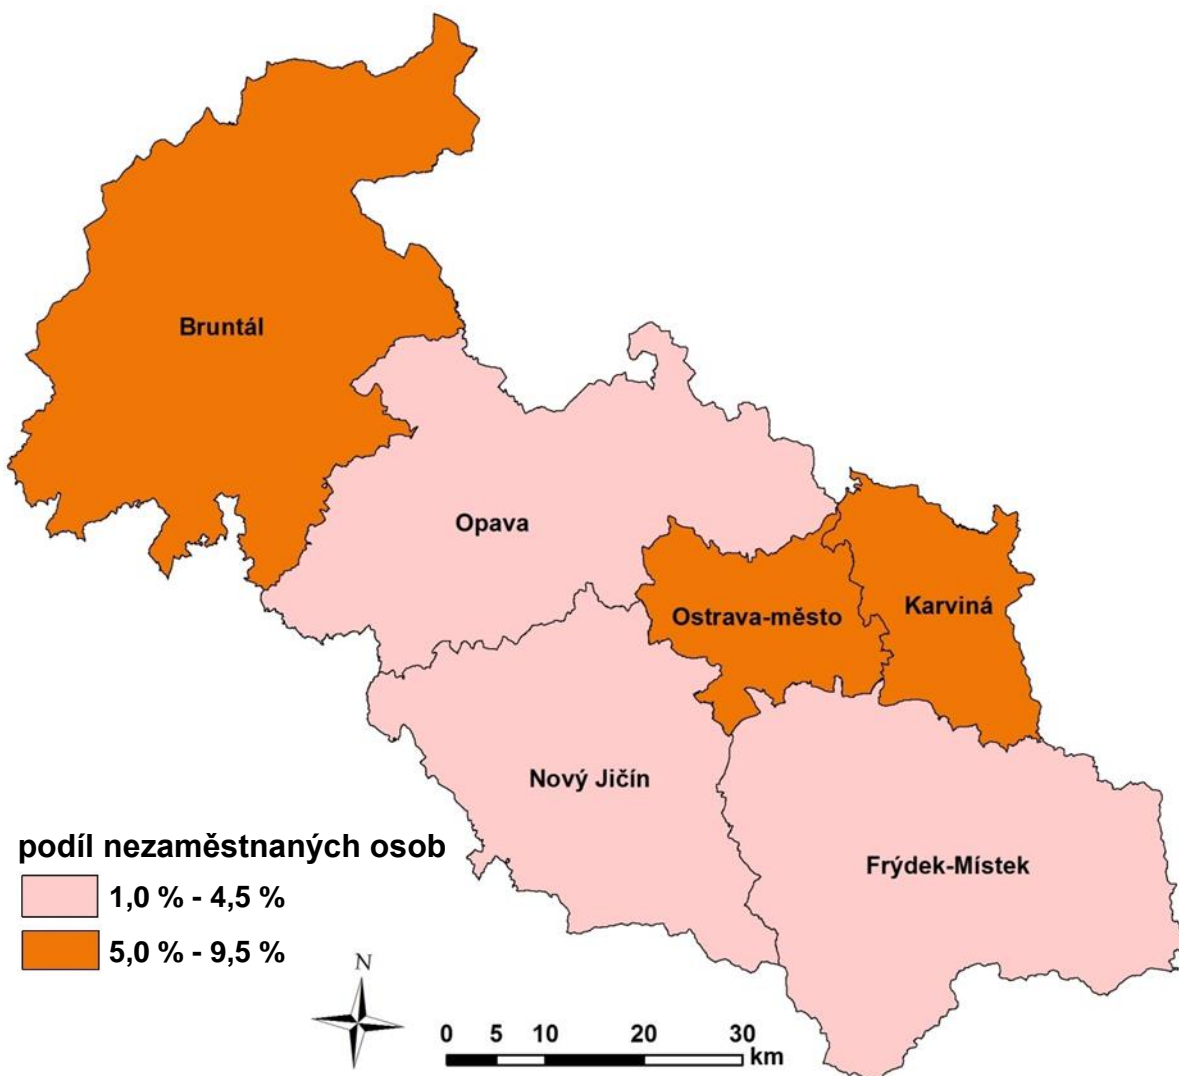 Bruntál
Opava
Ostrava-město
Karviná
Nový Jičín
Frýdek-Místek
podíl nezaměstnaných osob
1,0 % - 4,5 %
5,0 % - 9,5 %
N
0 5 10 20 30
km